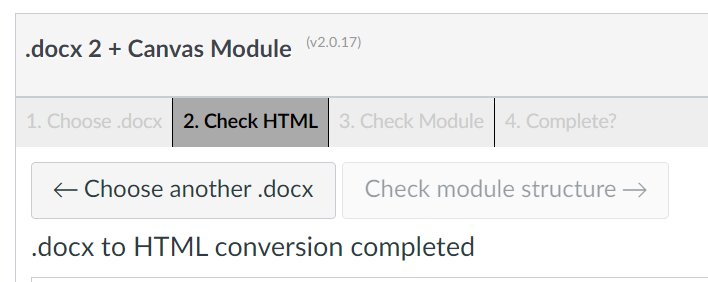 .docx 2 + Canvas Module (v2.0.17)
1. Choose .docx 2. Check HTML 3. Check Module 4. Complete?
← Choose another .docx Check module structure →
.docx to HTML conversion completed